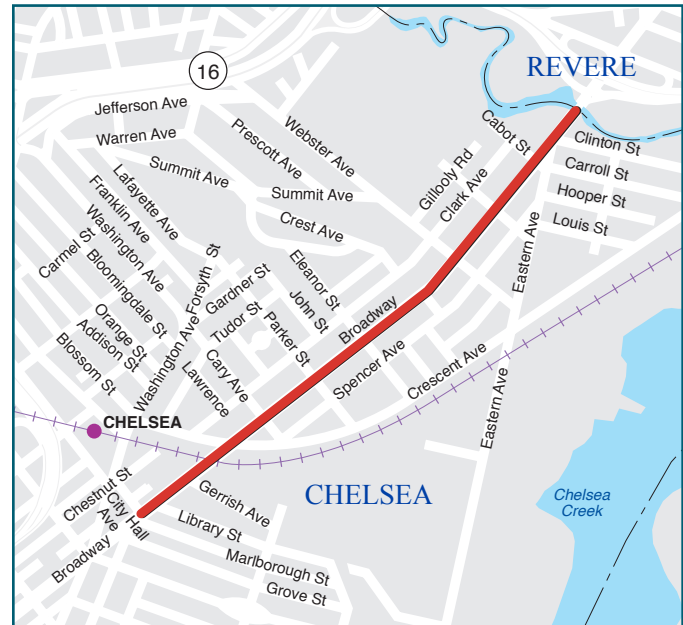 REVERE
16
Jefferson Ave
Warren Ave
Prescott Ave
Webster Ave
Cabot St
Clinton St
Carroll St
Hooper St
Louis St
Gillooly Rd
Clark Ave
Summit Ave
Summit Ave
Crest Ave
Lafayette Ave
Franklin Ave
Washington Ave
Carmel St
Bloomingdale St
Forsyth St
Gardner St
Eleanor St
John St
Tudor St
Parker St
Broadway
Eastern Ave
Orange St
Addison St
Blossom St
Washington Ave
Cary Ave
Lawrence
Spencer Ave
Crescent Ave
Eastern Ave
CHELSEA
CHELSEA
Chelsea
Creek
Chestnut St
City Hall
Ave
Broadway
Gerrish Ave
Library St
Marlborough St
Grove St